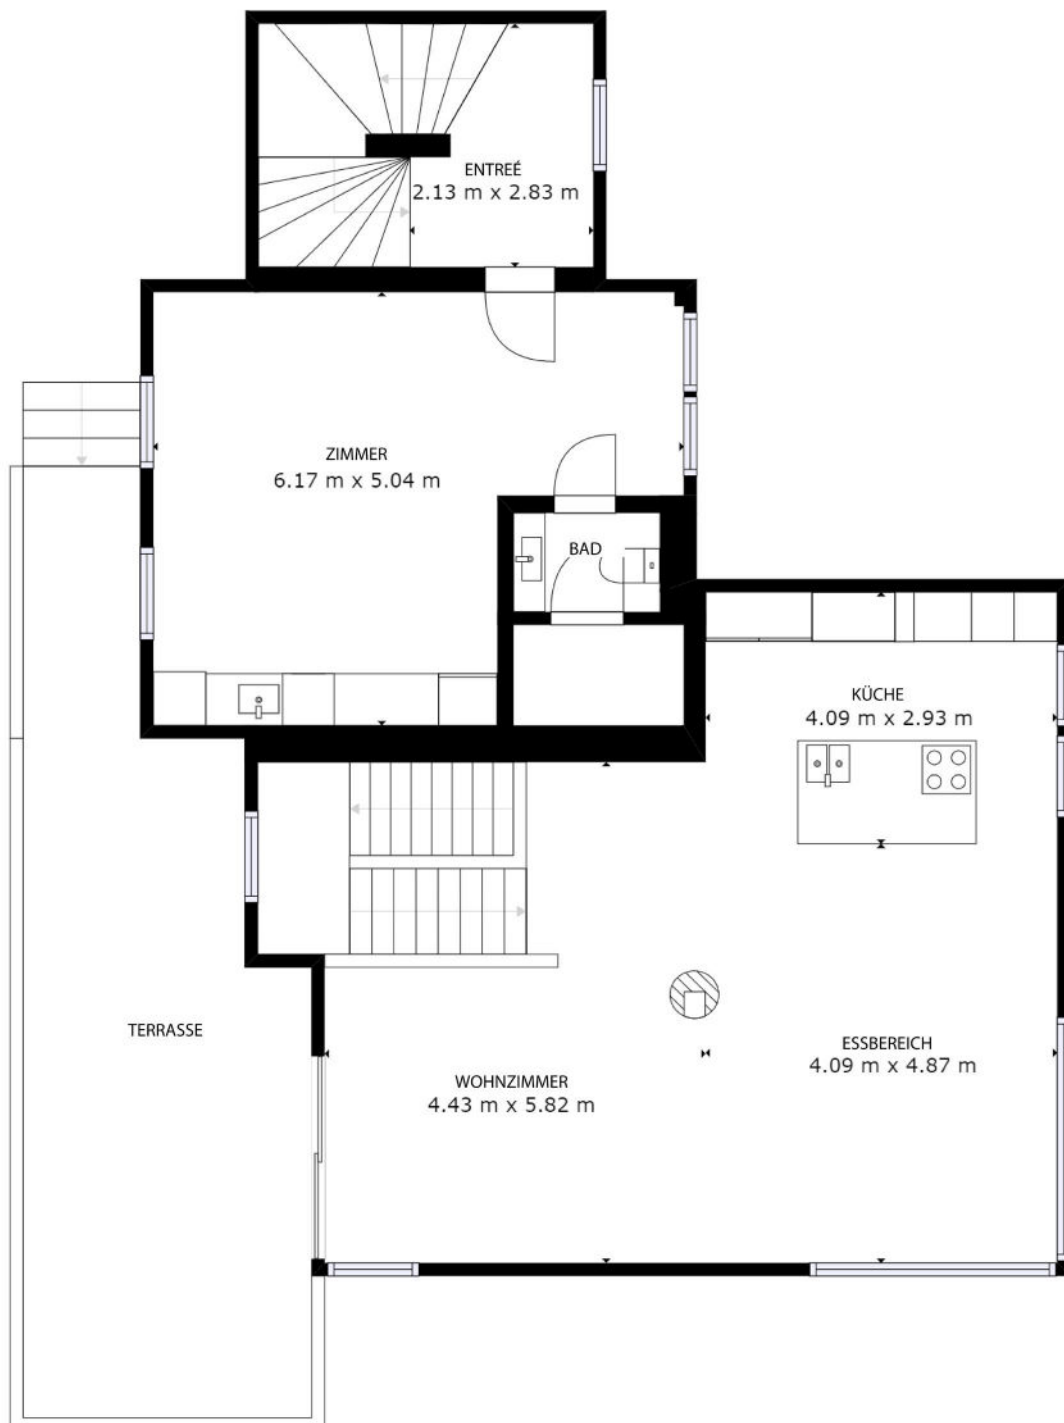 ENTREÉ
2.13 m x 2.83 m
ZIMMER
6.17 m x 5.04 m
BAD
KÜCHE
4.09 m x 2.93 m
TERRASSE
ESSBEREICH
4.09 m x 4.87 m
WOHNZIMMER
4.43 m x 5.82 m